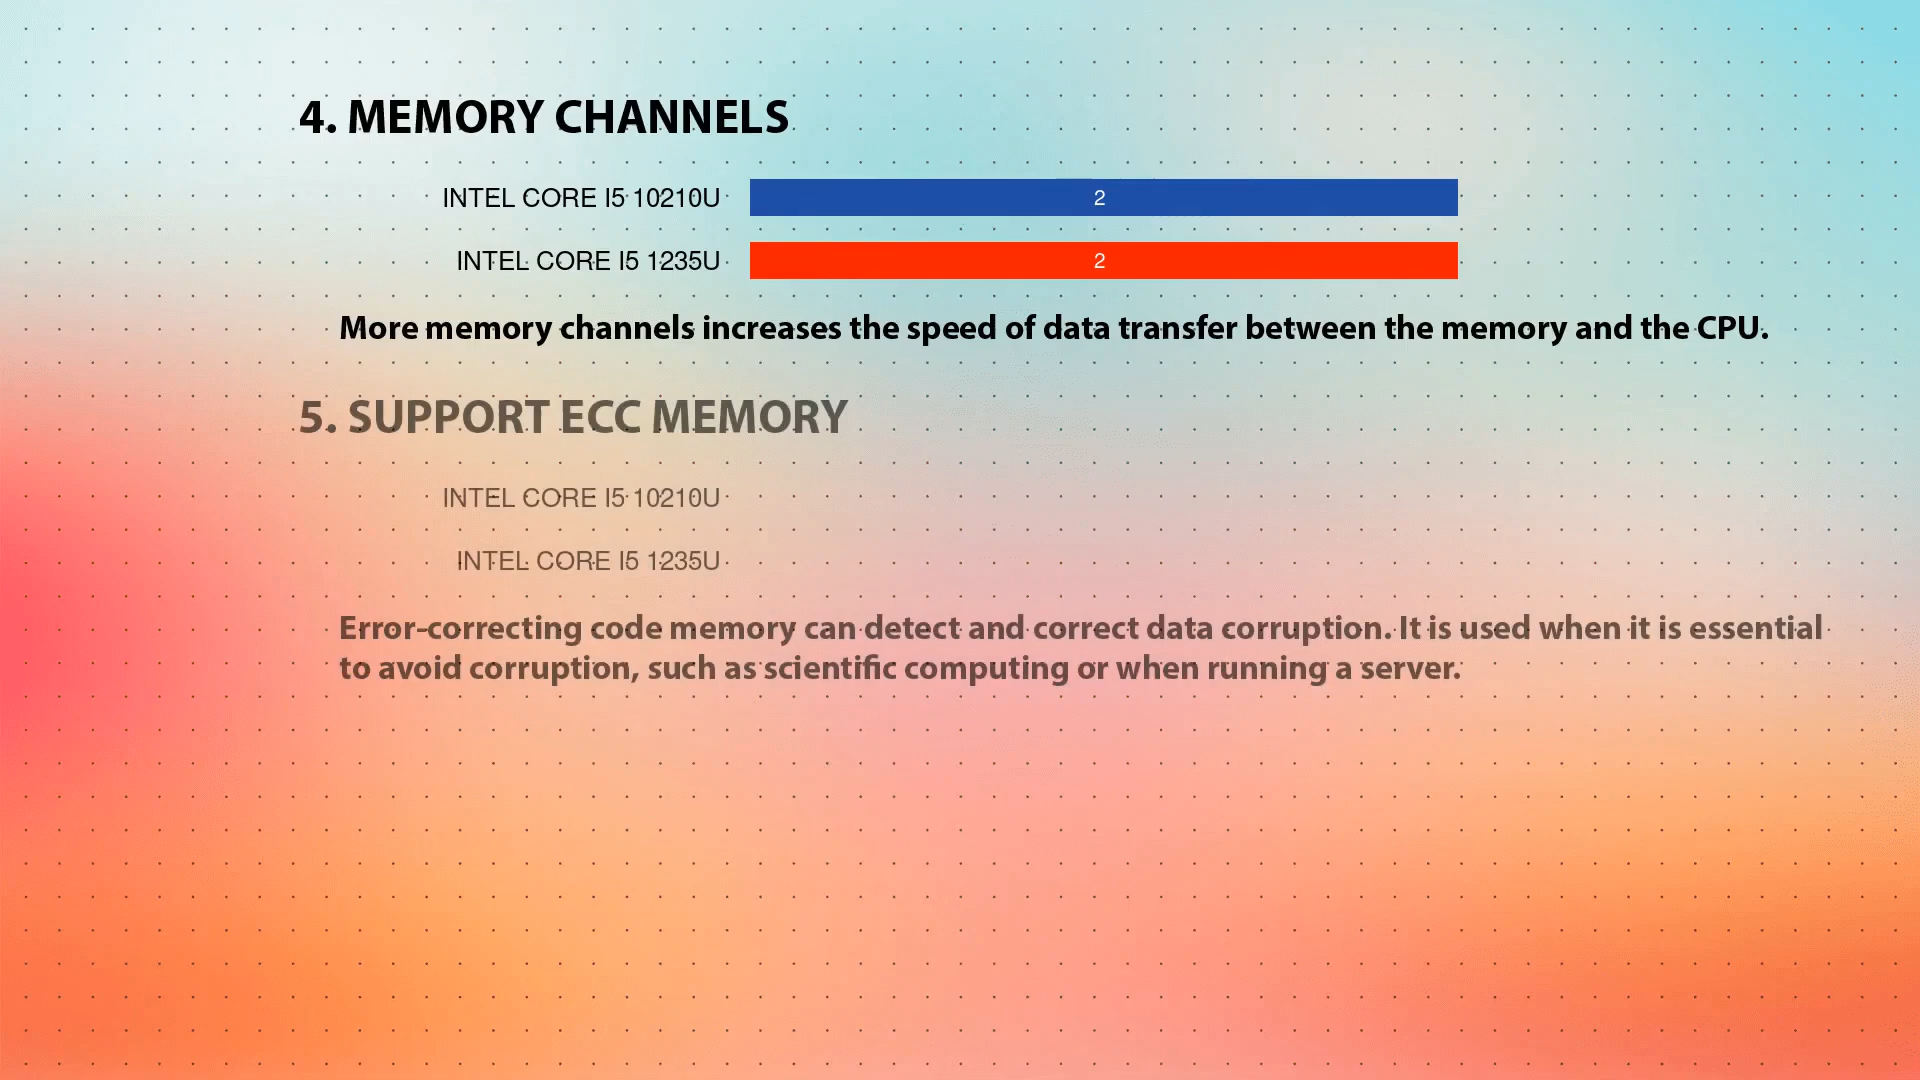 4. MEMORY CHANNELS
INTEL CORE I5 10210U
2
INTEL CORE I5 1235U
2
More memory channels increases the speed of data transfer between the memory and the CPU.
5. SUPPORT ECC MEMORY
INTEL CORE I5 10210U
INTEL CORE I5 1235U
Error-correcting code memory can detect and correct data corruption. It is used when it is essential
to avoid corruption, such as scientific computing or when running a server.